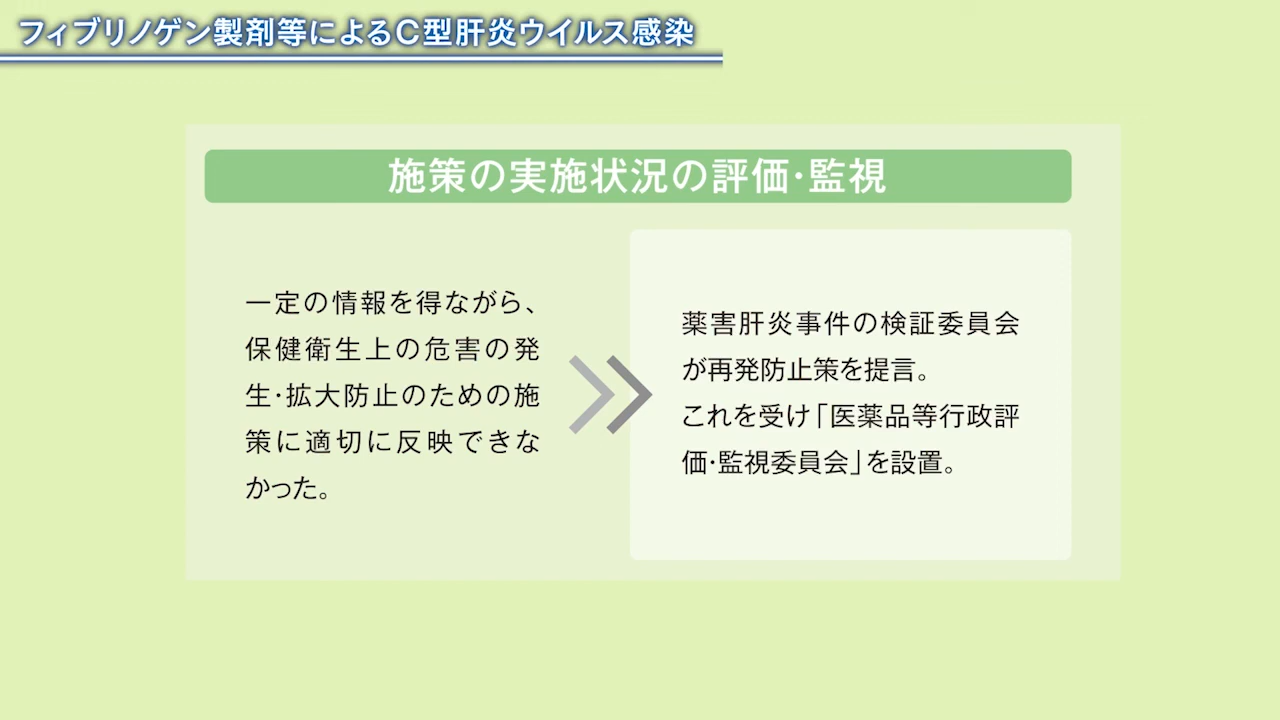 フィブリノゲン製剤等によるC型肝炎ウイルス感染
施策の実施状況の評価･監視
一定の情報を得ながら、
保健衛生上の危害の発
生･拡大防止のための施
策に適切に反映できな
かった。
薬害肝炎事件の検証委員会
が再発防止策を提言。
これを受け「医薬品等行政評
価･監視委員会」を設置。